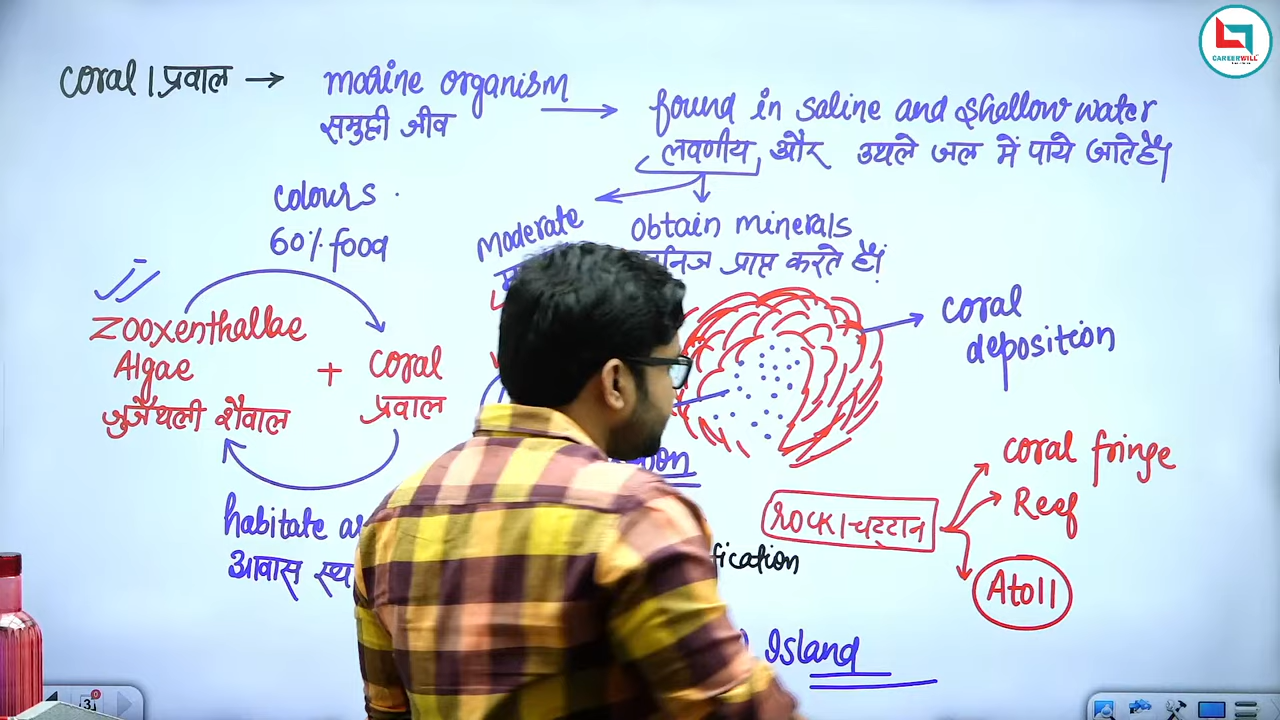 coral | प्रवाल → marine organism →
समुद्री जीव
found in saline and shallow water
लवणीय और उथले जल में पाये जाते हैं।
colours
60% food
Moderate
obtain minerals
प्राप्त करते हैं।
Zooxenthallae
Algae
जुजैंथली शैवाल
+
coral
प्रवाल
coral
deposition
habitate
आवास
rock/चट्टान
coral fringe
Reef
Atoll
Island
CAREERWILL
3